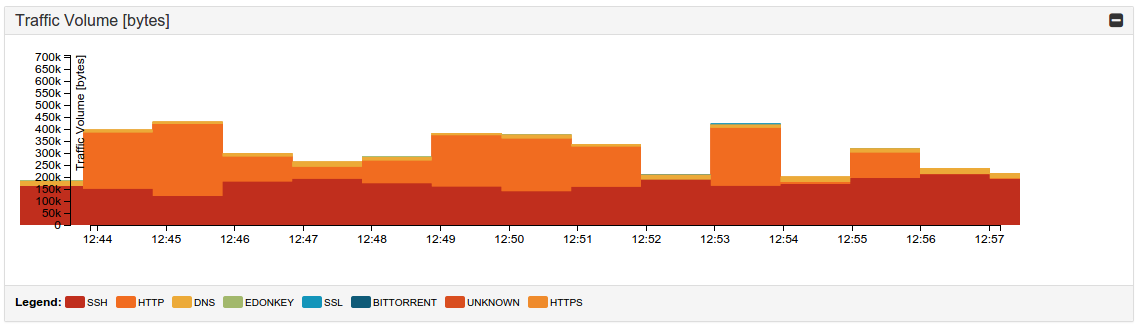 Traffic Volume [bytes]
700k
650k
600k
550k
500k
450k
400k
350k
300k
250k
200k
150k
100k
50k
0
Traffic Volume [bytes]
12:44 12:45 12:46 12:47 12:48 12:49 12:50 12:51 12:52 12:53 12:54 12:55 12:56 12:57
Legend: SSH HTTP DNS EDONKEY SSL BITTORRENT UNKNOWN HTTPS